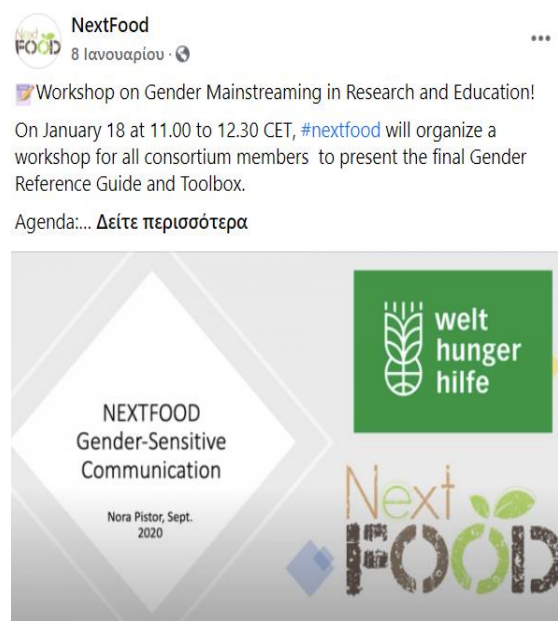 Next
FOOD
NextFood
8 Ιανουαρίου ·
Workshop on Gender Mainstreaming in Research and Education!
On January 18 at 11.00 to 12.30 CET, #nextfood will organize a
workshop for all consortium members to present the final Gender
Reference Guide and Toolbox.
Agenda:... Δείτε περισσότερα
NEXTFOOD
Gender-Sensitive
Communication
Nora Pistor, Sept.
2020
welt
hunger
hilfe
Next
FOOD